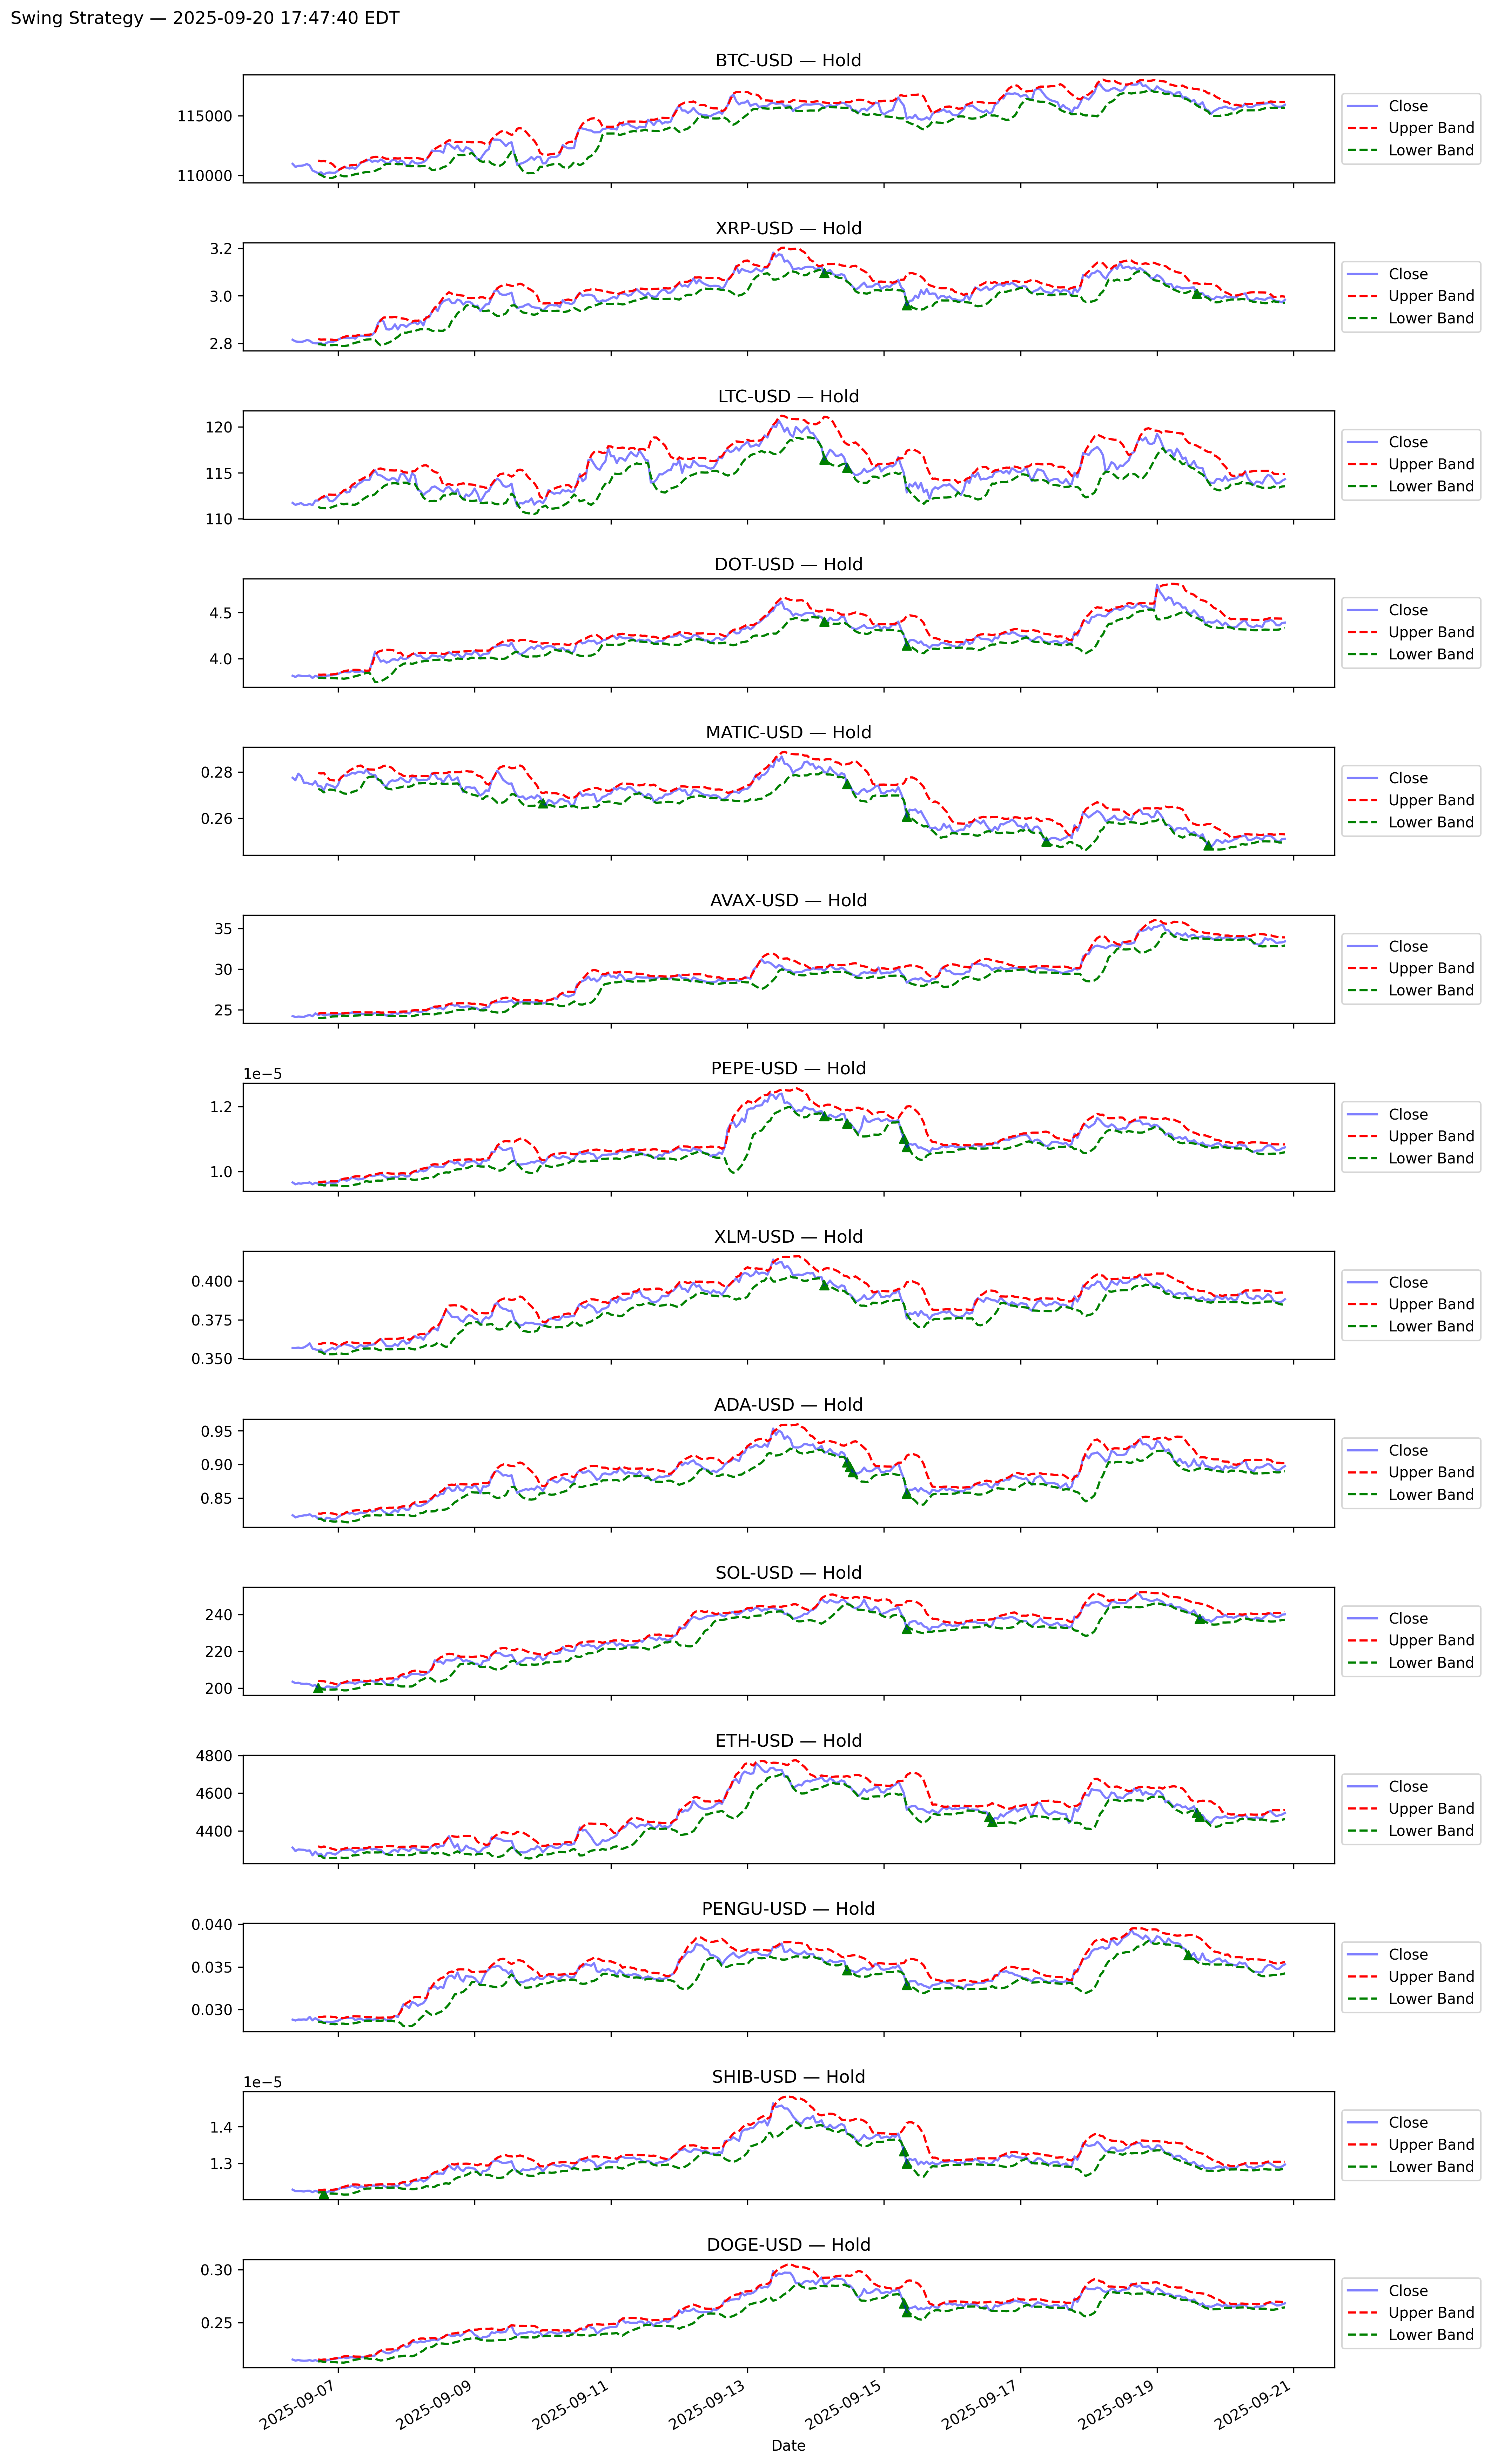 Swing Strategy — 2025-09-20 17:47:40 EDT
BTC-USD — Hold
115000
110000
Close
Upper Band
Lower Band
XRP-USD — Hold
3.2
3.0
2.8
Close
Upper Band
Lower Band
LTC-USD — Hold
120
115
110
Close
Upper Band
Lower Band
DOT-USD — Hold
4.5
4.0
Close
Upper Band
Lower Band
MATIC-USD — Hold
0.28
0.26
Close
Upper Band
Lower Band
AVAX-USD — Hold
35
30
25
Close
Upper Band
Lower Band
PEPE-USD — Hold
1e−5
1.2
1.0
Close
Upper Band
Lower Band
XLM-USD — Hold
0.400
0.375
0.350
Close
Upper Band
Lower Band
ADA-USD — Hold
0.95
0.90
0.85
Close
Upper Band
Lower Band
SOL-USD — Hold
240
220
200
Close
Upper Band
Lower Band
ETH-USD — Hold
4800
4600
4400
Close
Upper Band
Lower Band
PENGU-USD — Hold
0.040
0.035
0.030
Close
Upper Band
Lower Band
SHIB-USD — Hold
1e−5
1.4
1.3
Close
Upper Band
Lower Band
DOGE-USD — Hold
0.30
0.25
Close
Upper Band
Lower Band
2025-09-07
2025-09-09
2025-09-11
2025-09-13
2025-09-15
2025-09-17
2025-09-19
2025-09-21
Date